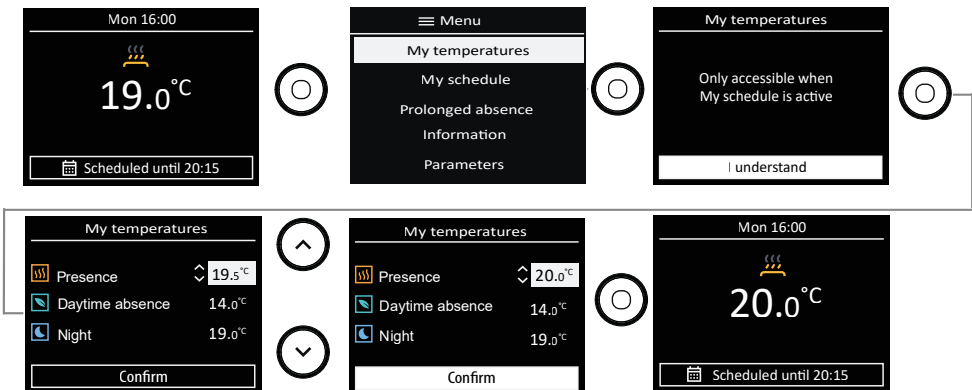 Mon 16:00
19.0°C
Scheduled until 20:15
Menu
My temperatures
My schedule
Prolonged absence
Information
Parameters
My temperatures
Only accessible when
My schedule is active
I understand
My temperatures
Presence 19.5°C
Daytime absence 14.0°C
Night 19.0°C
Confirm
My temperatures
Presence 20.0°C
Daytime absence 14.0°C
Night 19.0°C
Confirm
Mon 16:00
20.0°C
Scheduled until 20:15